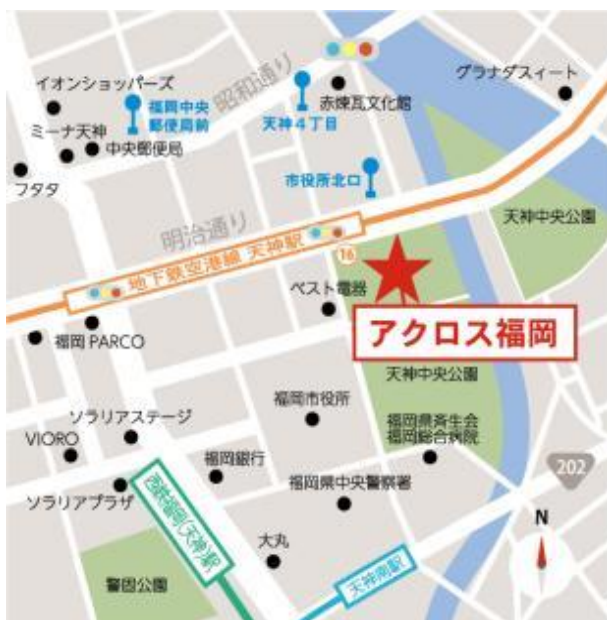 イオンショッパーズ
福岡中央
郵便局前
昭和通り
赤煉瓦文化館
グラナダスィート
ミーナ天神
中央郵便局
天神4丁目
フタタ
市役所北口
明治通り
天神中央公園
地下鉄空港線 天神駅
16
ベスト電器
アクロス福岡
福岡 PARCO
天神中央公園
福岡市役所
福岡県済生会
福岡総合病院
ソラリアステージ
VIORO
福岡銀行
202
ソラリアプラザ
西鉄福岡(天神)駅
福岡県中央警察署
N
大丸
天神南駅
警固公園